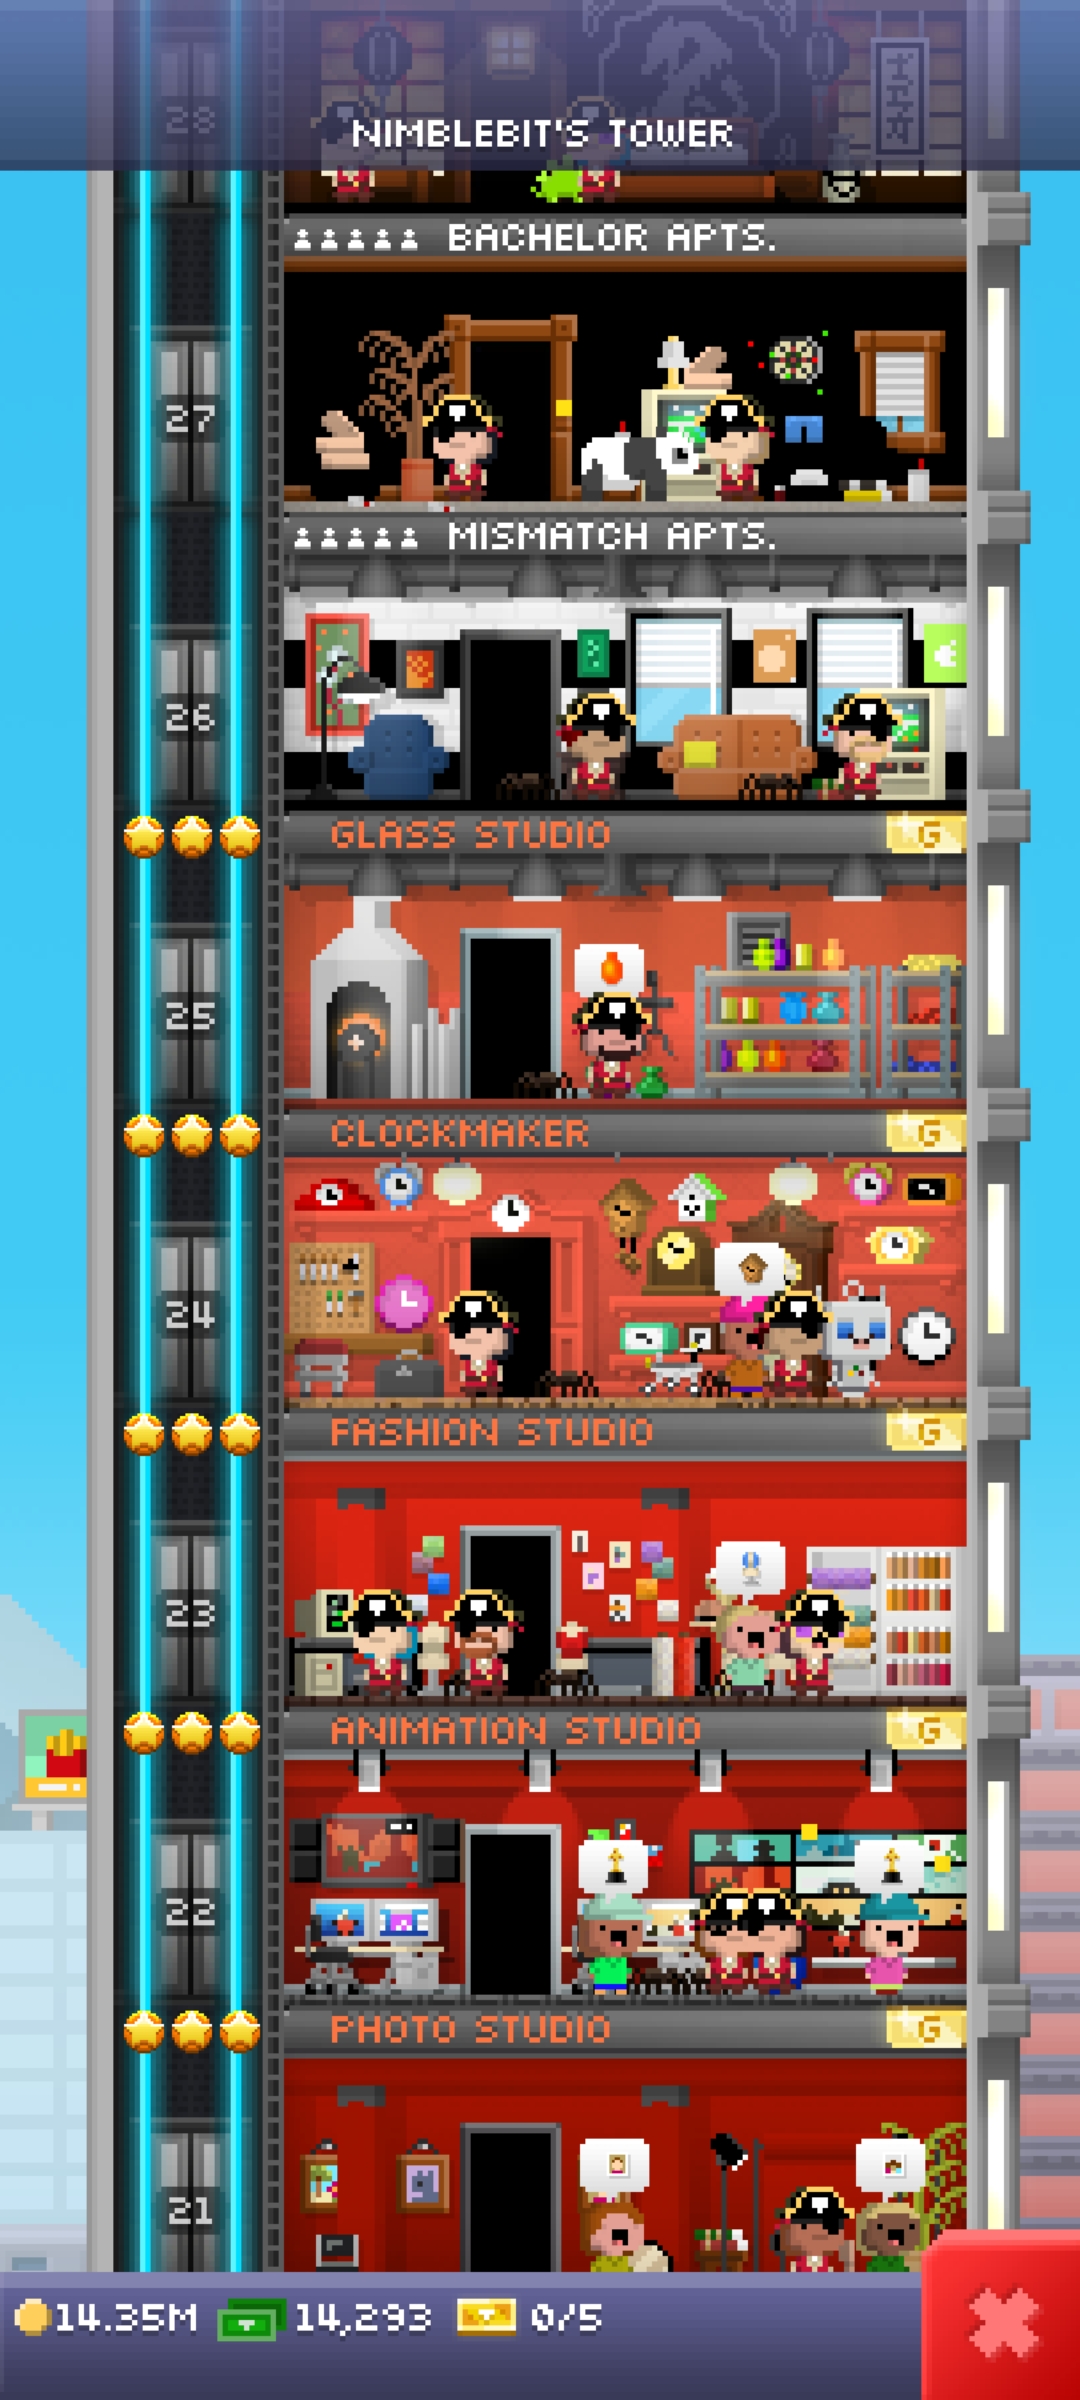 28
NIMBLEBIT'S TOWER
BACHELOR APTS.
27
MISMATCH APTS.
26
GLASS STUDIO G
25
CLOCKMAKER G
24
FASHION STUDIO G
23
ANIMATION STUDIO G
22
PHOTO STUDIO G
21
14.35M 14,293 0/5